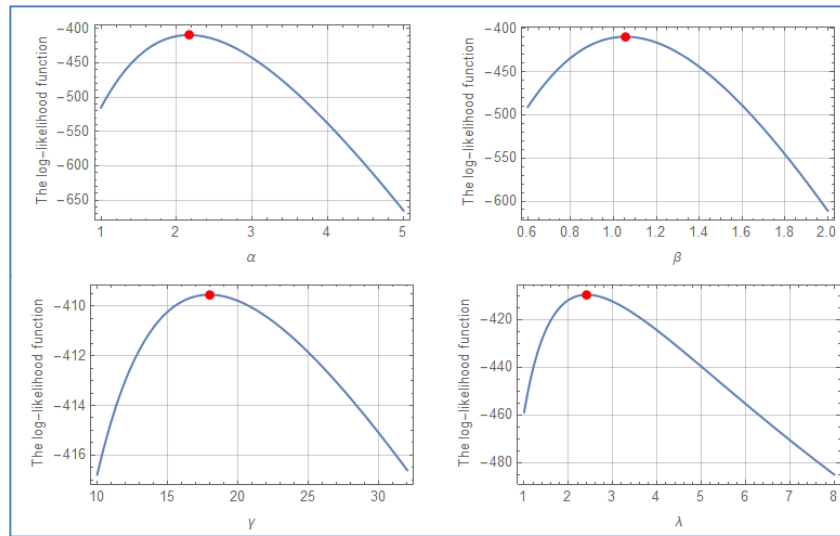 The log-likelihood function
-400
-450
-500
-550
-600
-650
1 2 3 4 5
α
The log-likelihood function
-400
-450
-500
-550
-600
0.6 0.8 1.0 1.2 1.4 1.6 1.8 2.0
β
The log-likelihood function
-410
-412
-414
-416
10 15 20 25 30
γ
The log-likelihood function
-420
-440
-460
-480
1 2 3 4 5 6 7 8
λ